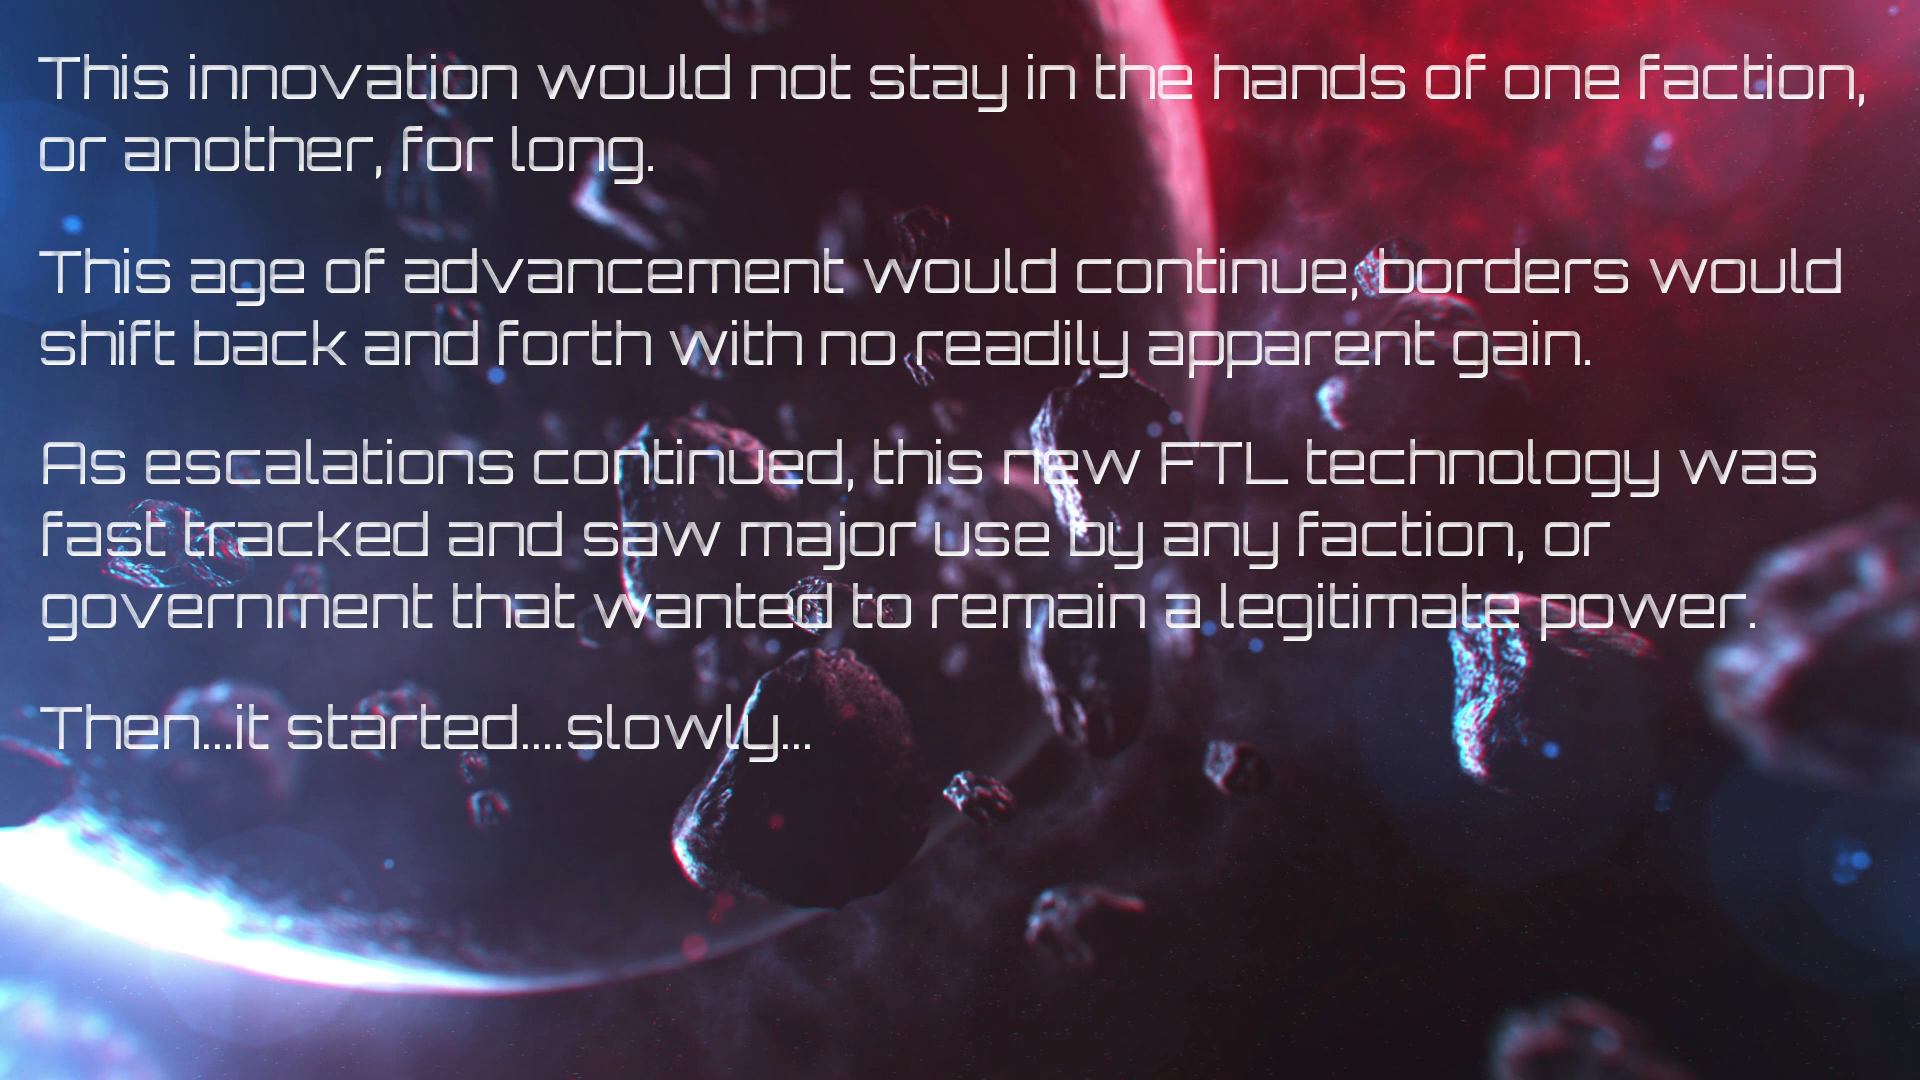 This innovation would not stay in the hands of one faction,
or another, for long.
This age of advancement would continue, borders would
shift back and forth with no readily apparent gain.
As escalations continued, this new FTL technology was
fast tracked and saw major use by any faction, or
government that wanted to remain a legitimate power.
Then...it started....slowly...